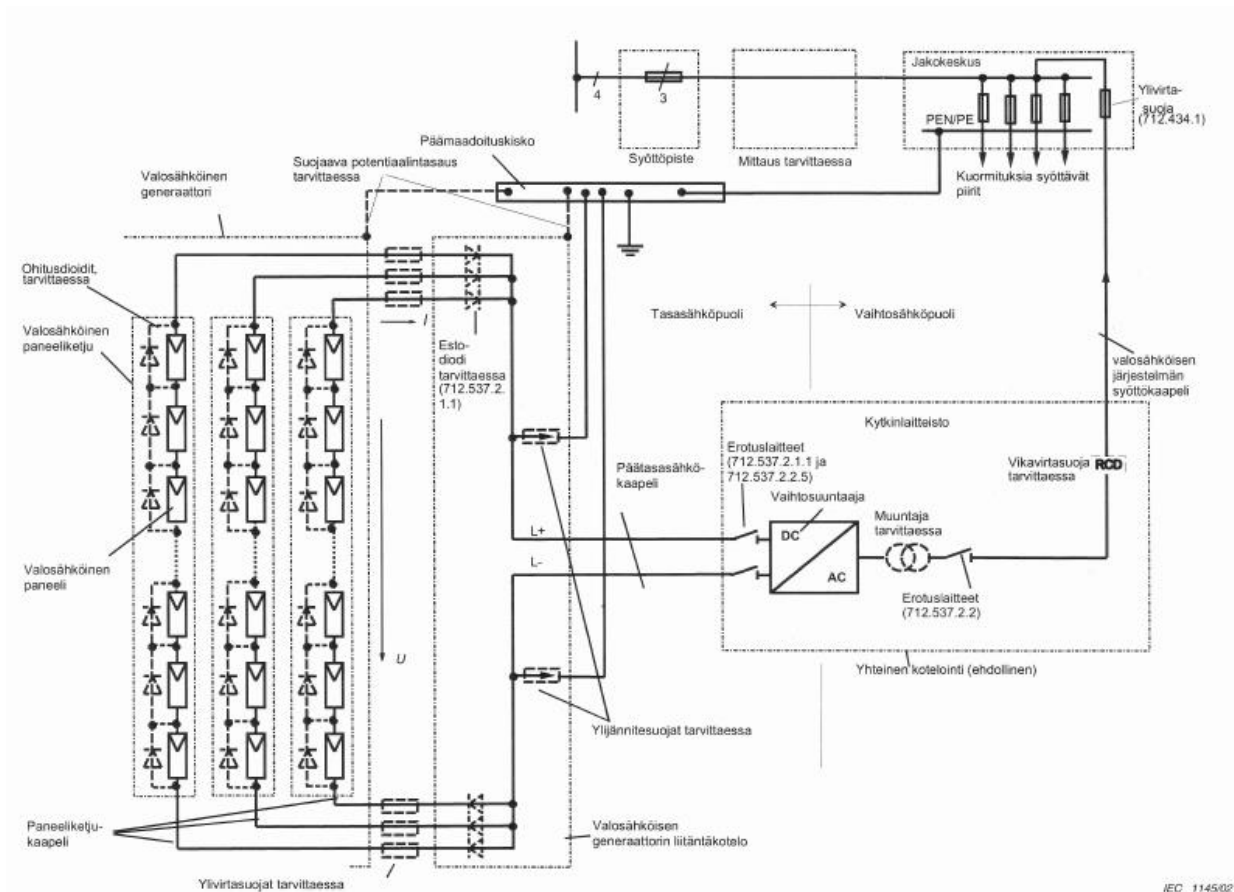 Jakokeskus
4
3
Ylivirta-
suoja
(712.434.1)
PEN/PE
Syöttöpiste
Mittaus tarvittaessa
Kuormituksia syöttävät
piirit
Päämaadoituskisko
Suojaava potentiaalintasaus
tarvittaessa
Valosähköinen
generaattori
Ohitusdioidit,
tarvittaessa
Valosähköinen
paneeliketju
I
Esto-
diodi
tarvittaessa
(712.537.2.
1.1)
Tasasähköpuoli
Vaihtosähköpuoli
valosähköisen
järjestelmän
syöttökaapeli
Kytkinlaitteisto
Erotuslaitteet
(712.537.2.1.1 ja
712.537.2.2.5)
Vaihtosuuntaaja
Vikavirtasuoja
tarvittaessa
RCD
Päätasasähkö-
kaapeli
Muuntaja
tarvittaessa
L+
L-
DC
AC
Erotuslaitteet
(712.537.2.2)
Valosähköinen
paneeli
U
Yhteinen kotelointi (ehdollinen)
Ylijännitesuojat tarvittaessa
Paneeliketju-
kaapeli
Valosähköisen
generaattorin liitäntäkotelo
Ylivirtasuojat tarvittaessa
IEC 1145/02